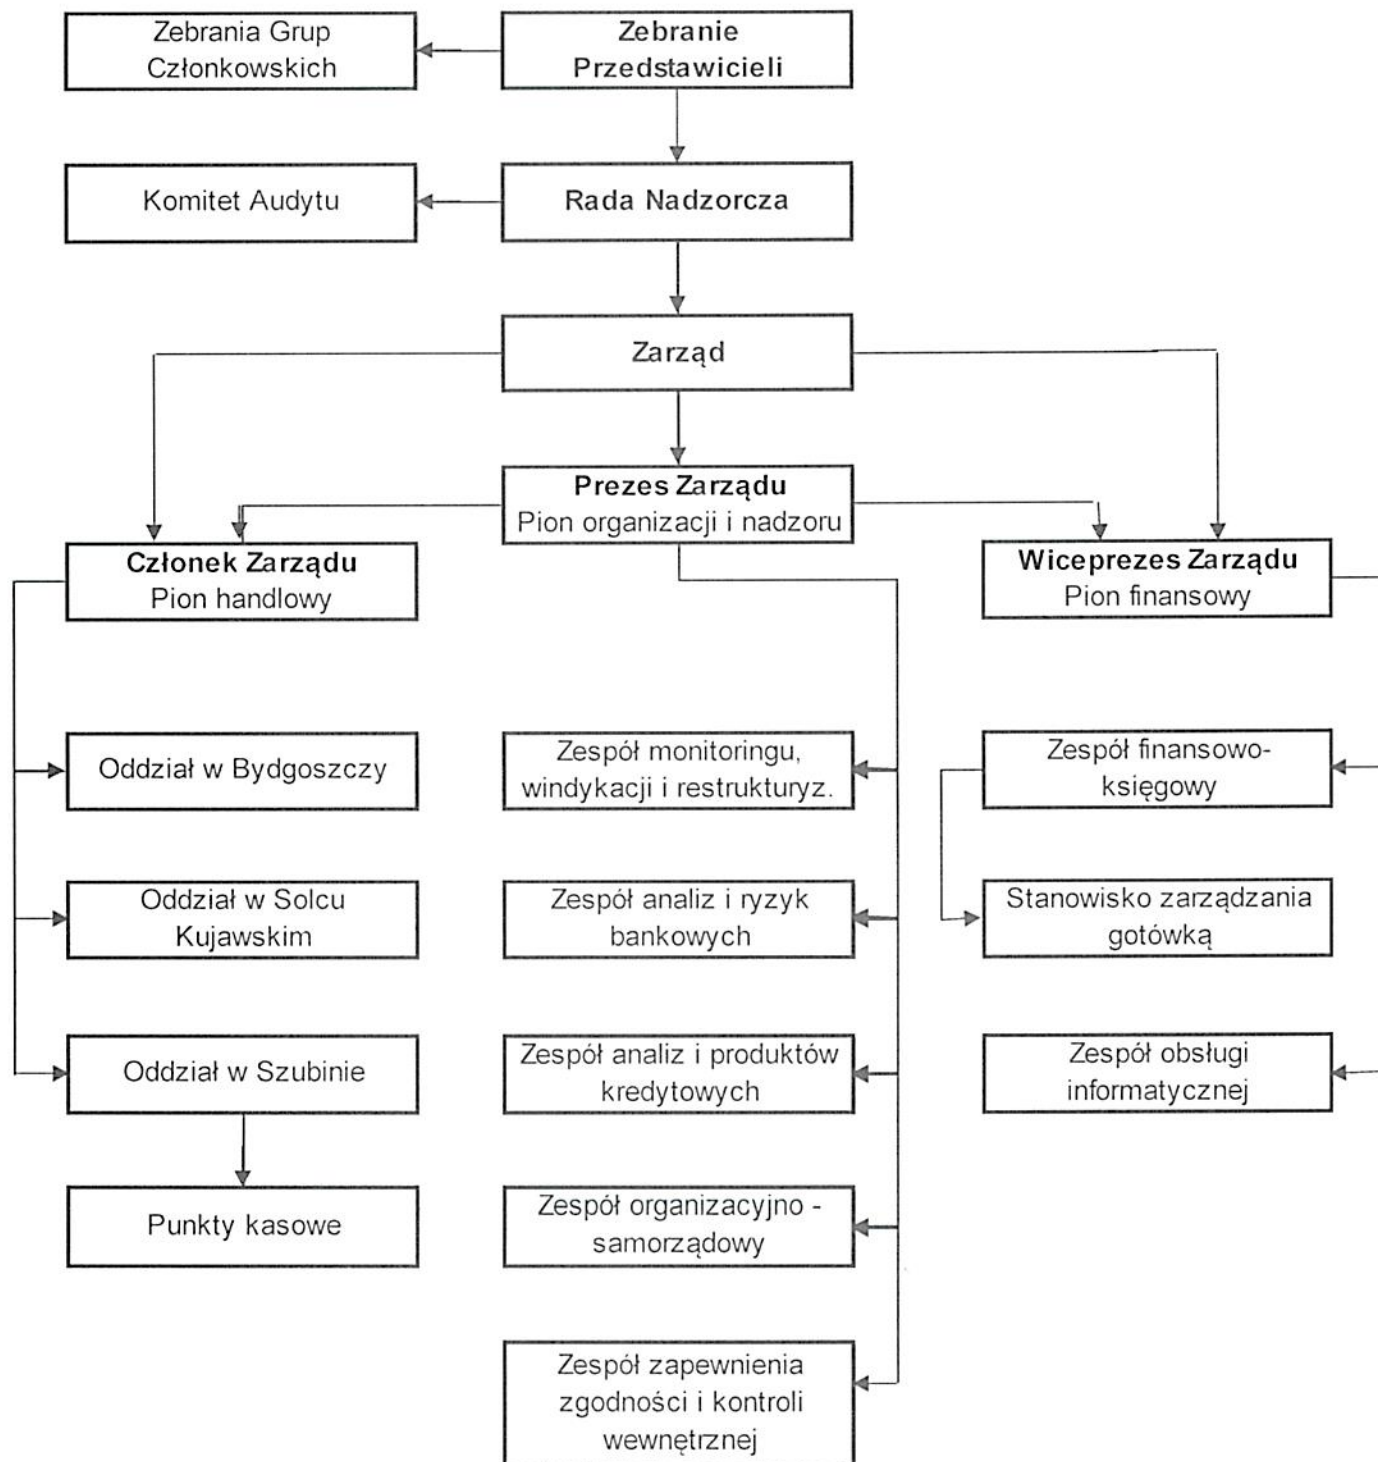 Zebrania Grup
Członkowskich
Zebranie
Przedstawicieli
Komitet Audytu
Rada Nadzorcza
Zarząd
Prezes Zarządu
Pion organizacji i nadzoru
Członek Zarządu
Pion handlowy
Wiceprezes Zarządu
Pion finansowy
Oddział w Bydgoszczy
Zespół monitoringu,
windykacji i restrukturyz.
Zespół finansowo-
księgowy
Oddział w Solcu
Kujawskim
Zespół analiz i ryzyk
bankowych
Stanowisko zarządzania
gotówką
Oddział w Szubinie
Zespół analiz i produktów
kredytowych
Zespół obsługi
informatycznej
Punkty kasowe
Zespół organizacyjno -
samorządowy
Zespół zapewnienia
zgodności i kontroli
wewnętrznej